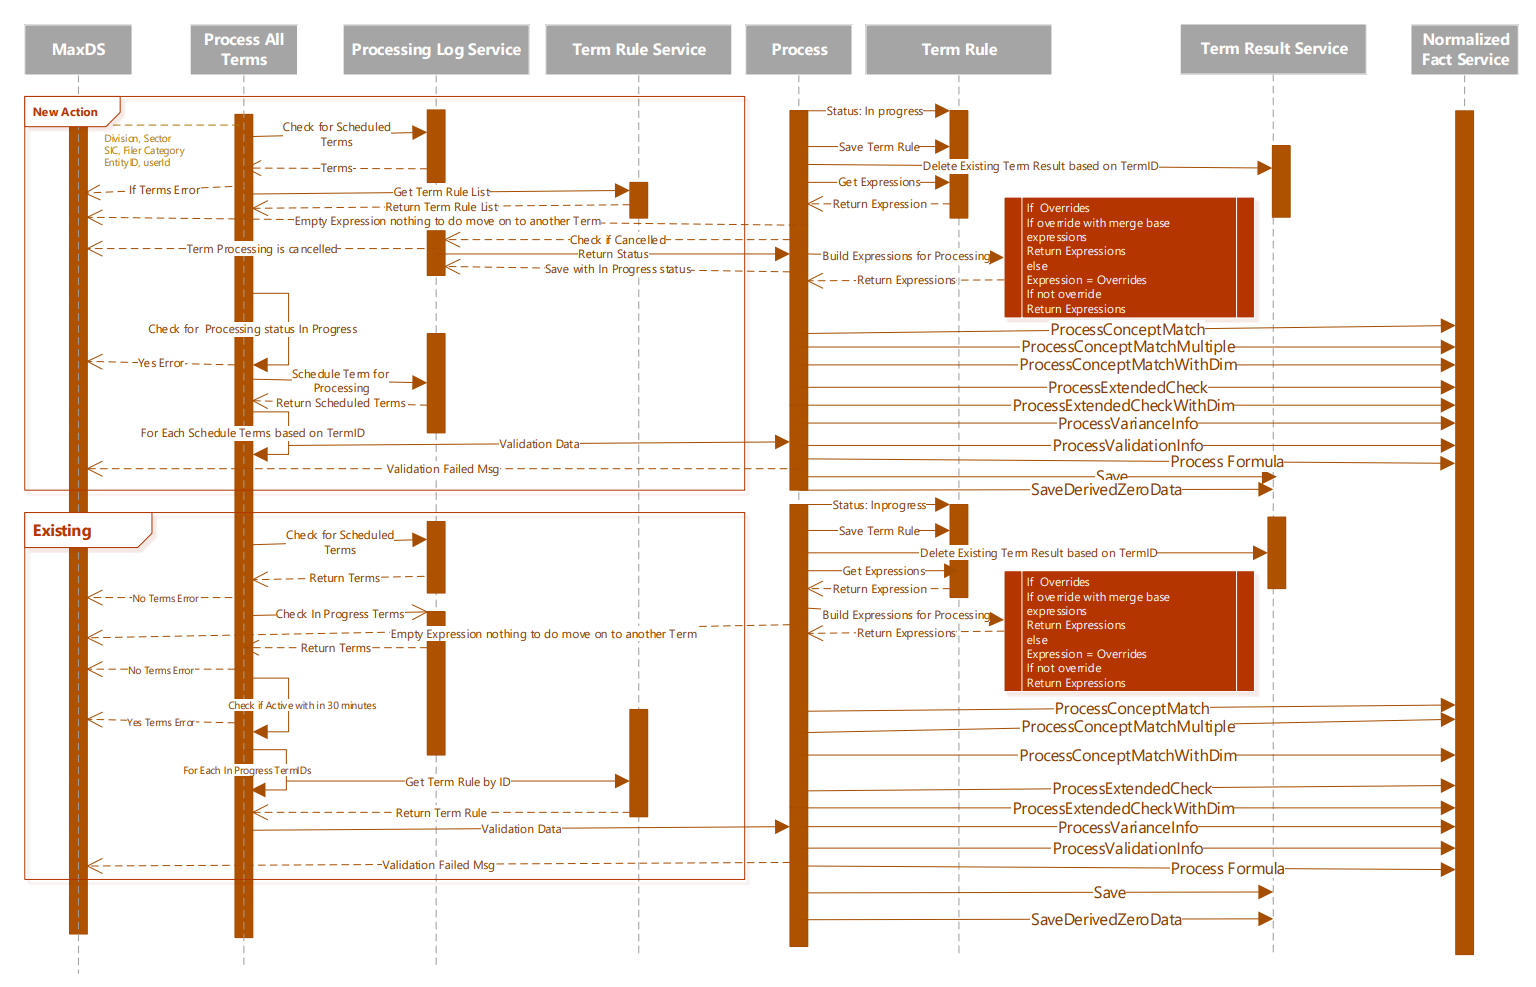 MaxDS
Process All
Terms
Processing Log Service
Term Rule Service
Process
Term Rule
Term Result Service
Normalized
Fact Service
New Action
Division, Sector
SIC, Filer Category
EntityID, userId
Check for Scheduled
Terms
Terms
If Terms Error
Get Term Rule List
Return Term Rule List
Empty Expression nothing to do move on to another Term
Check if Cancelled
Term Processing is cancelled
Return Status
Save with In Progress status
Check for Processing status In Progress
Yes Error
Schedule Term for
Processing
Return Scheduled Terms
For Each Schedule Terms based on TermID
Validation Data
Validation Failed Msg
Status: In progress
Save Term Rule
Delete Existing Term Result based on TermID
Get Expressions
Return Expression
Build Expressions for Processing
Return Expressions
If Overrides
If override with merge base
expressions
Return Expressions
else
Expression = Overrides
If not override
Return Expressions
ProcessConceptMatch
ProcessConceptMatchMultiple
ProcessConceptMatchWithDim
ProcessExtendedCheck
ProcessExtendedCheckWithDim
ProcessVarianceInfo
ProcessValidationInfo
Process Formula
Save
SaveDerivedZeroData
Existing
Check for Scheduled
Terms
Return Terms
No Terms Error
Check In Progress Terms
Empty Expression nothing to do move on to another Term
Return Terms
No Terms Error
Check if Active with in 30 minutes
Yes Terms Error
For Each In Progress TermIDs
Get Term Rule by ID
Return Term Rule
Validation Data
Validation Failed Msg
Status: Inprogress
Save Term Rule
Delete Existing Term Result based on TermID
Get Expressions
Return Expression
Build Expressions for Processing
Return Expressions
If Overrides
If override with merge base
expressions
Return Expressions
else
Expression = Overrides
If not override
Return Expressions
ProcessConceptMatch
ProcessConceptMatchMultiple
ProcessConceptMatchWithDim
ProcessExtendedCheck
ProcessExtendedCheckWithDim
ProcessVarianceInfo
ProcessValidationInfo
Process Formula
Save
SaveDerivedZeroData